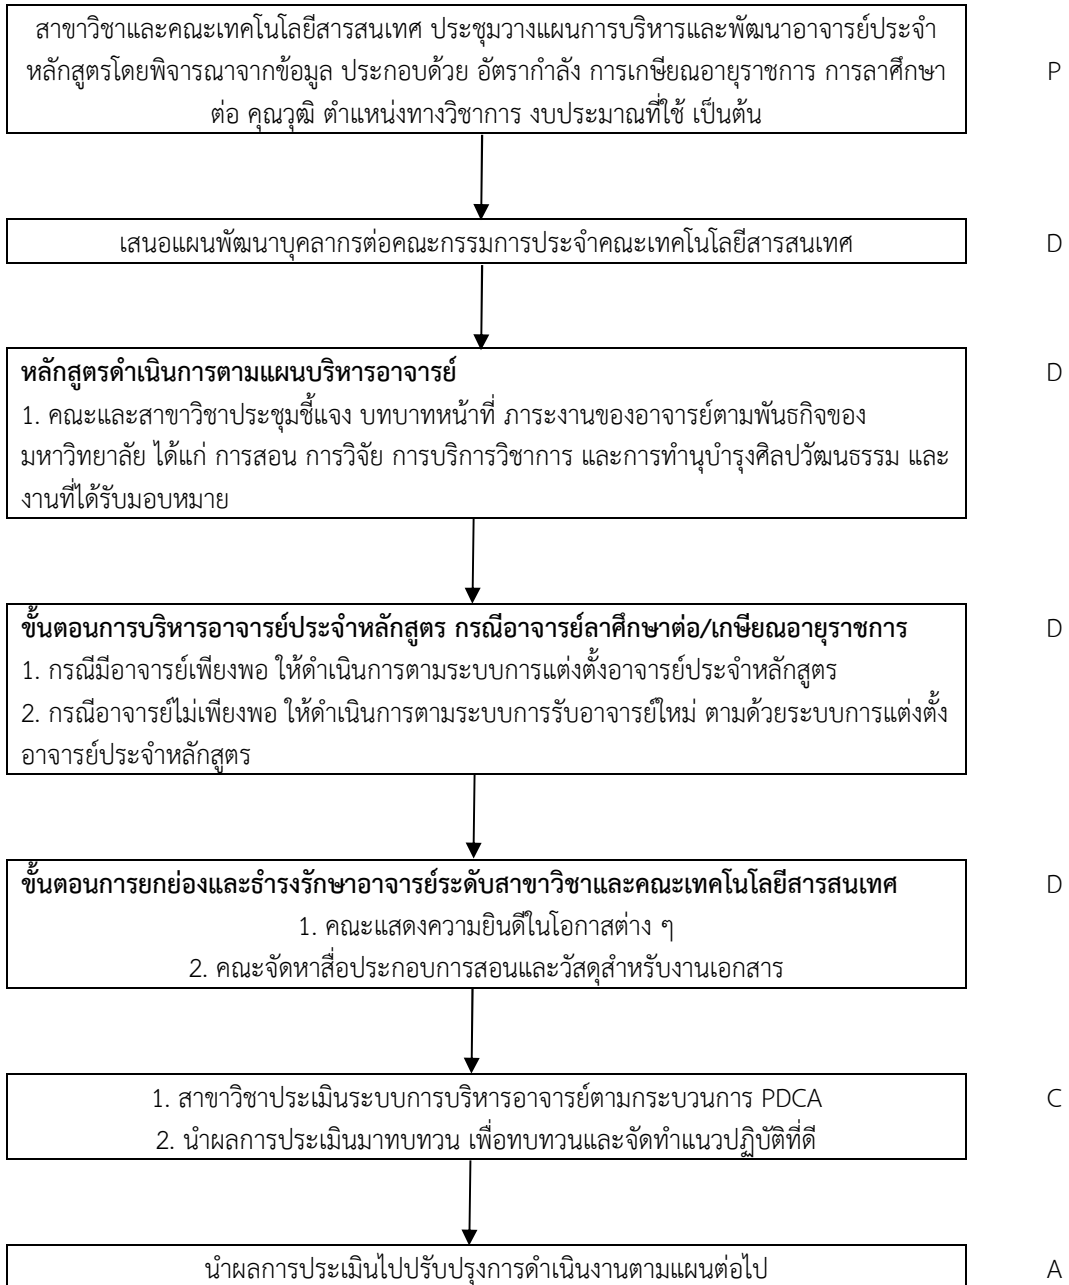 สาขาวิชาและคณะเทคโนโลยีสารสนเทศ ประชุมวางแผนการบริหารและพัฒนาอาจารย์ประจำ
หลักสูตรโดยพิจารณาจากข้อมูล ประกอบด้วย อัตรากำลัง การเกษียณอายุราชการ การลาศึกษา
ต่อ คุณวุฒิ ตำแหน่งทางวิชาการ งบประมาณที่ใช้ เป็นต้น
P
เสนอแผนพัฒนาบุคลากรต่อคณะกรรมการประจำคณะเทคโนโลยีสารสนเทศ
D
หลักสูตรดำเนินการตามแผนบริหารอาจารย์
D
1. คณะและสาขาวิชาประชุมชี้แจง บทบาทหน้าที่ ภาระงานของอาจารย์ตามพันธกิจของ
มหาวิทยาลัย ได้แก่ การสอน การวิจัย การบริการวิชาการ และการทำนุบำรุงศิลปวัฒนธรรม และ
งานที่ได้รับมอบหมาย
ขั้นตอนการบริหารอาจารย์ประจำหลักสูตร กรณีอาจารย์ลาศึกษาต่อ/เกษียณอายุราชการ
D
1. กรณีมีอาจารย์เพียงพอ ให้ดำเนินการตามระบบการแต่งตั้งอาจารย์ประจำหลักสูตร
2. กรณีอาจารย์ไม่เพียงพอ ให้ดำเนินการตามระบบการรับอาจารย์ใหม่ ตามด้วยระบบการแต่งตั้ง
อาจารย์ประจำหลักสูตร
ขั้นตอนการยกย่องและธำรงรักษาอาจารย์ระดับสาขาวิชาและคณะเทคโนโลยีสารสนเทศ
D
1. คณะแสดงความยินดีในโอกาสต่าง ๆ
2. คณะจัดหาสื่อประกอบการสอนและวัสดุสำหรับงานเอกสาร
1. สาขาวิชาประเมินระบบการบริหารอาจารย์ตามกระบวนการ PDCA
C
2. นำผลการประเมินมาทบทวน เพื่อทบทวนและจัดทำแนวปฏิบัติที่ดี
นำผลการประเมินไปปรับปรุงการดำเนินงานตามแผนต่อไป
A